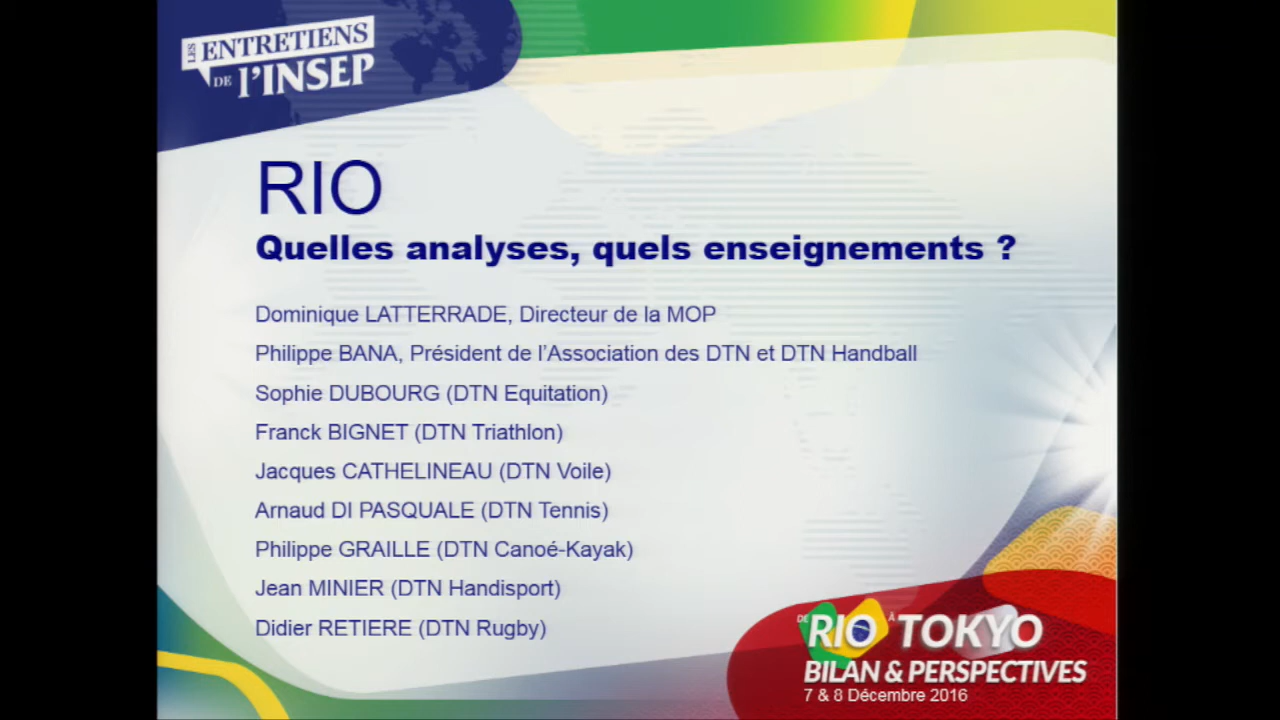 LES ENTRETIENS
DE l'INSEP
RIO
Quelles analyses, quels enseignements ?
Dominique LATTERRADE, Directeur de la MOP
Philippe BANA, Président de l'Association des DTN et DTN Handball
Sophie DUBOURG (DTN Equitation)
Franck BIGNET (DTN Triathlon)
Jacques CATHELINEAU (DTN Voile)
Arnaud DI PASQUALE (DTN Tennis)
Philippe GRAILLE (DTN Canoé-Kayak)
Jean MINIER (DTN Handisport)
Didier RETIERE (DTN Rugby)
DE RIO À TOKYO
BILAN & PERSPECTIVES
7 & 8 Décembre 2016